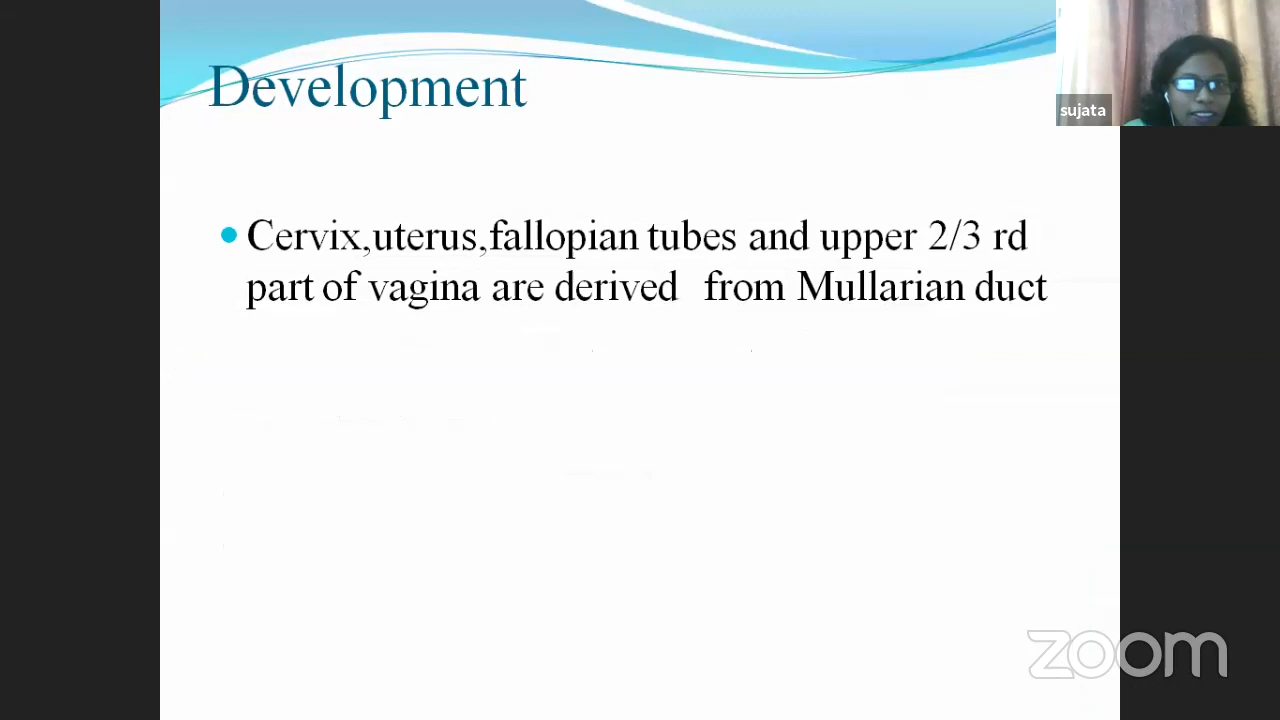 Development
sujata
Cervix,uterus,fallopian tubes and upper 2/3 rd
part of vagina are derived from Mullarian duct
zoom